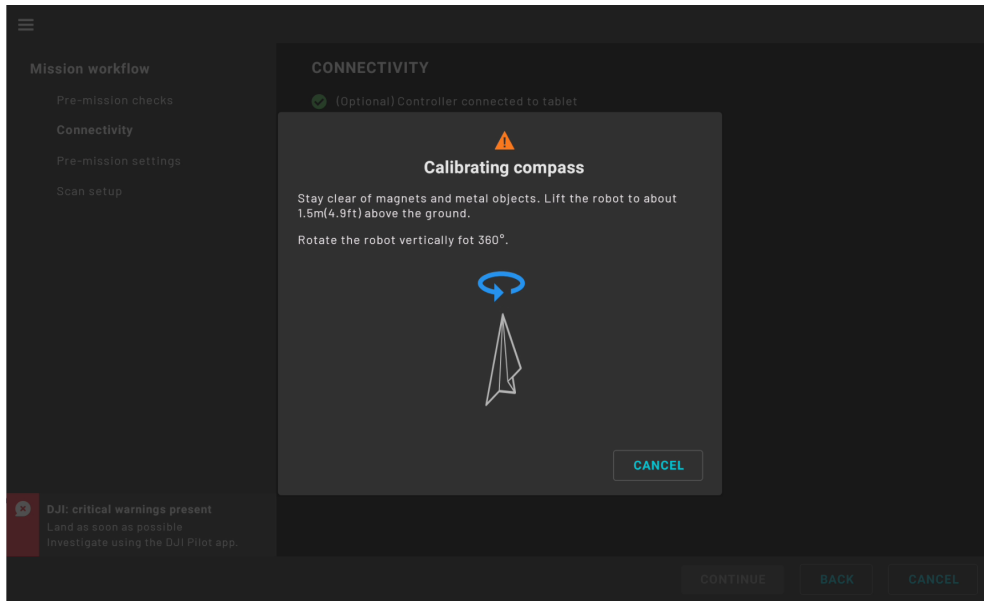 Mission workflow
Pre-mission checks
Connectivity
Pre-mission settings
Scan setup
CONNECTIVITY
(Optional) Controller connected to tablet
Calibrating compass
Stay clear of magnets and metal objects. Lift the robot to about
1.5m(4.9ft) above the ground.
Rotate the robot vertically fot 360°.
CANCEL
DJI: critical warnings present
Land as soon as possible
Investigate using the DJI Pilot app.
CONTINUE
BACK
CANCEL